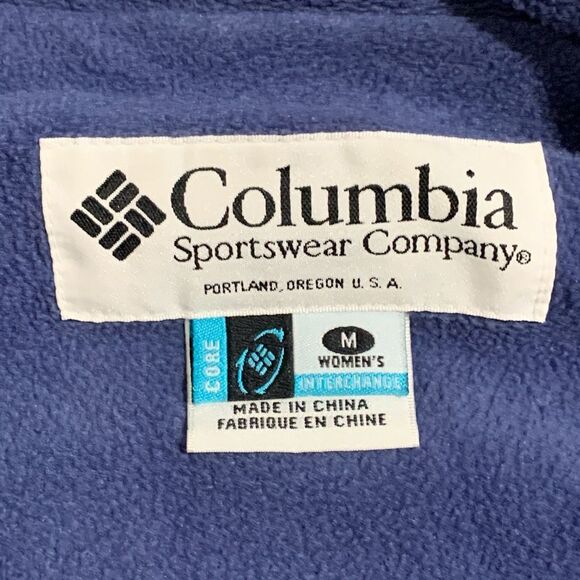 Columbia
Sportswear Company®
PORTLAND, OREGON U. S. A.
CORE
M
WOMEN'S
INTERCHANGE
MADE IN CHINA
FABRIQUE EN CHINE